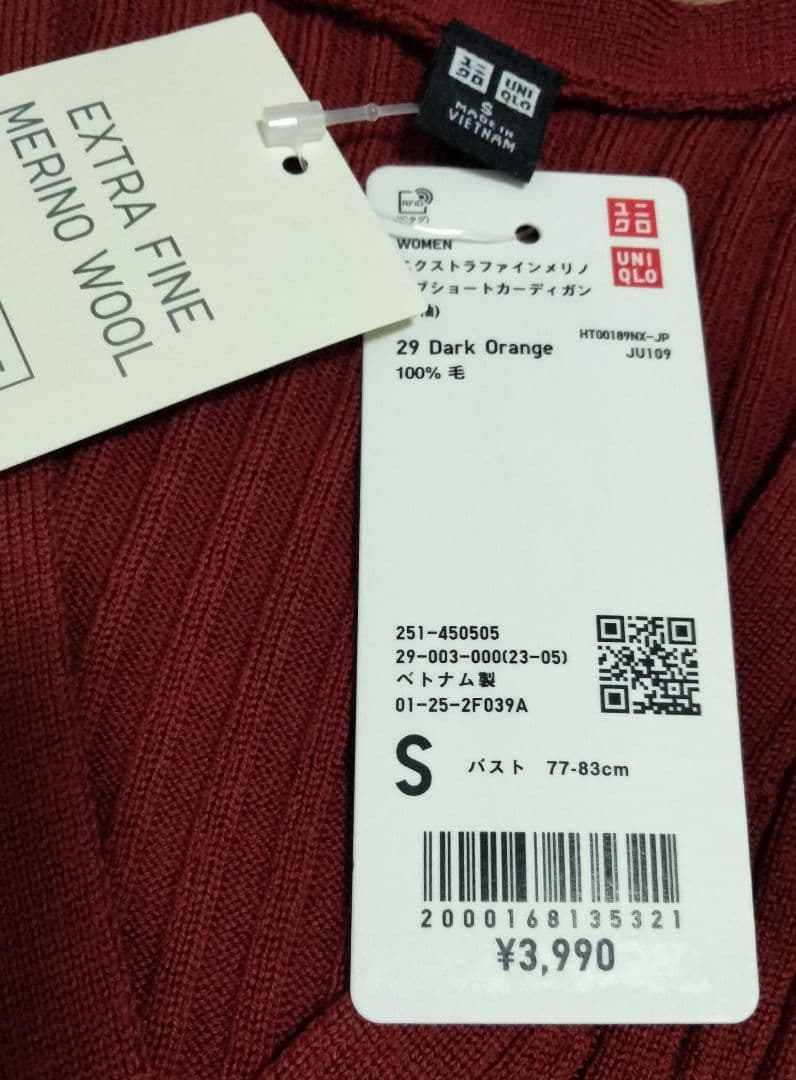 EXTRA FINE
MERINO WOOL
ユニ
クロ
UNI
QLO
S
MADE IN
VIETNAM
RFID
WOMEN
エクストラファインメリノ
ブショートカーディガン
袖)
29 Dark Orange
HT00189NX-JP
JU109
100% 毛
ユニ
クロ
UNI
QLO
251-450505
29-003-000(23-05)
ベトナム製
01-25-2F039A
S バスト 77-83cm
2000168135321
¥3,990